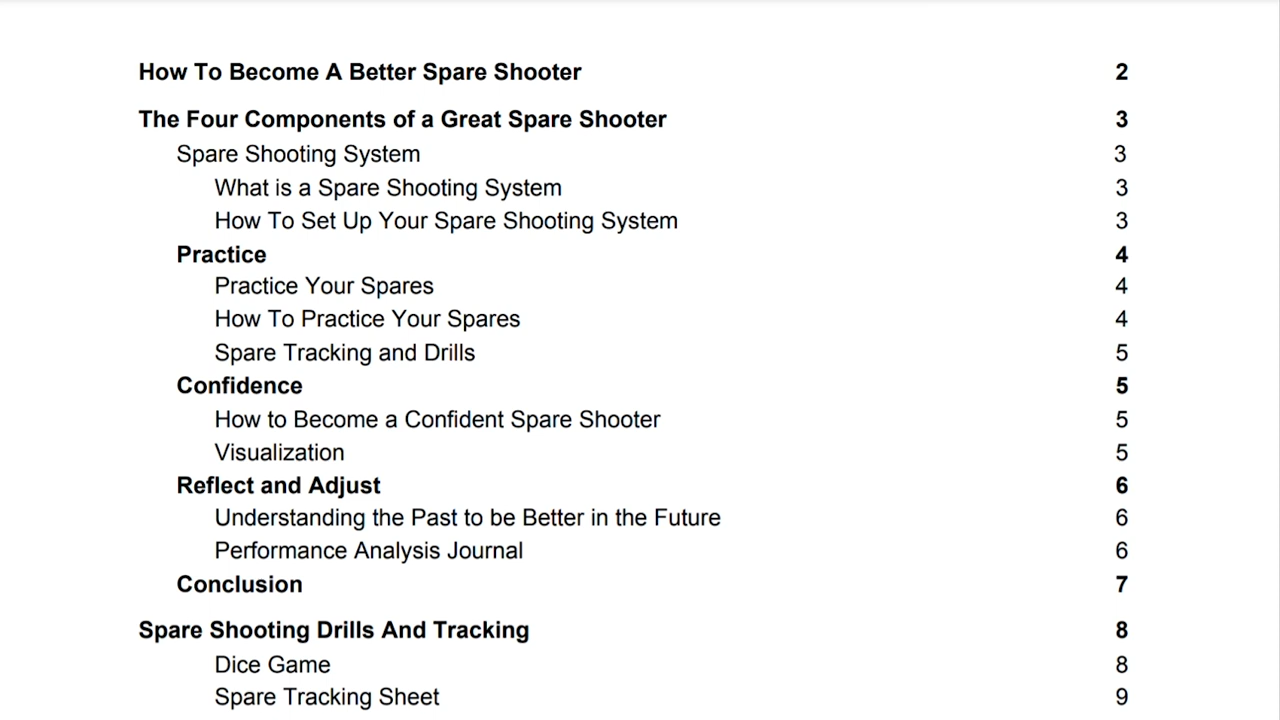 How To Become A Better Spare Shooter 2
The Four Components of a Great Spare Shooter 3
Spare Shooting System 3
What is a Spare Shooting System 3
How To Set Up Your Spare Shooting System 3
Practice 4
Practice Your Spares 4
How To Practice Your Spares 4
Spare Tracking and Drills 5
Confidence 5
How to Become a Confident Spare Shooter 5
Visualization 5
Reflect and Adjust 6
Understanding the Past to be Better in the Future 6
Performance Analysis Journal 6
Conclusion 7
Spare Shooting Drills And Tracking 8
Dice Game 8
Spare Tracking Sheet 9